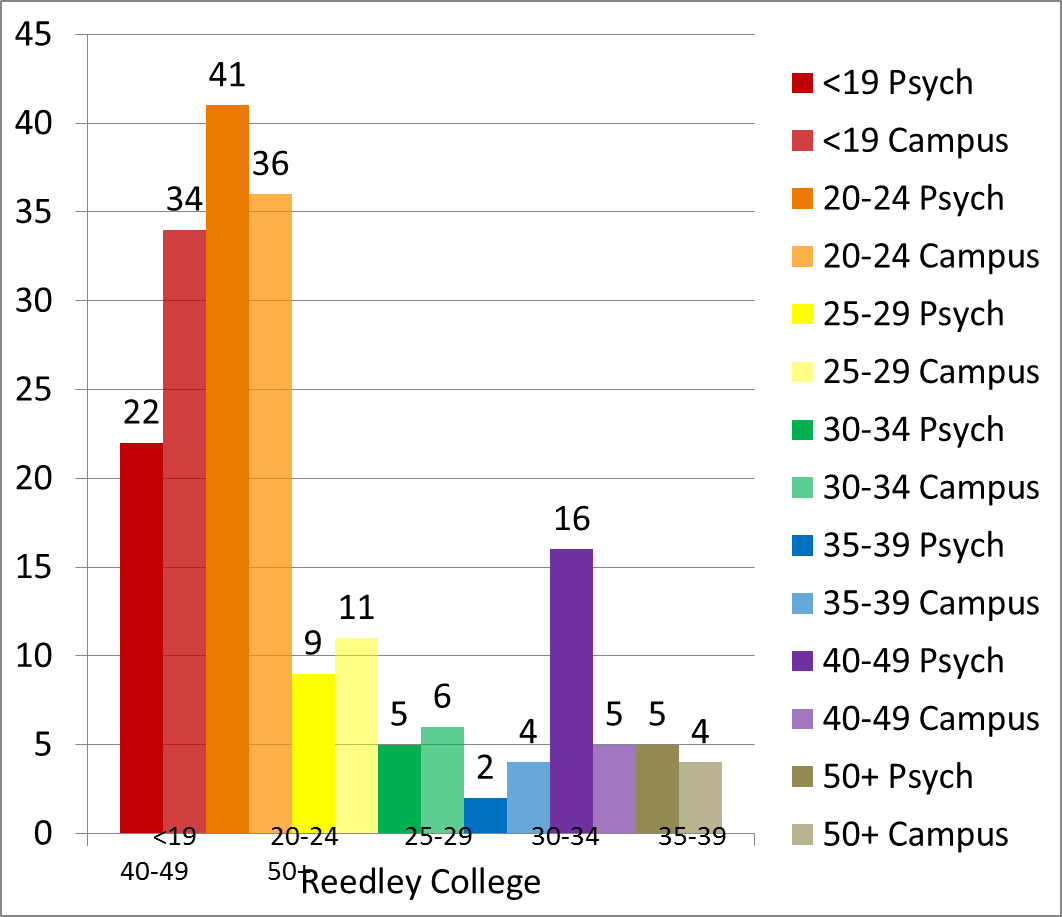 45
40
35
30
25
20
15
10
5
0
22
34
41
36
9
11
5
6
2
4
16
5
5
4
<19 20-24 25-29 30-34 35-39
40-49 50+
Reedley College
<19 Psych
<19 Campus
20-24 Psych
20-24 Campus
25-29 Psych
25-29 Campus
30-34 Psych
30-34 Campus
35-39 Psych
35-39 Campus
40-49 Psych
40-49 Campus
50+ Psych
50+ Campus